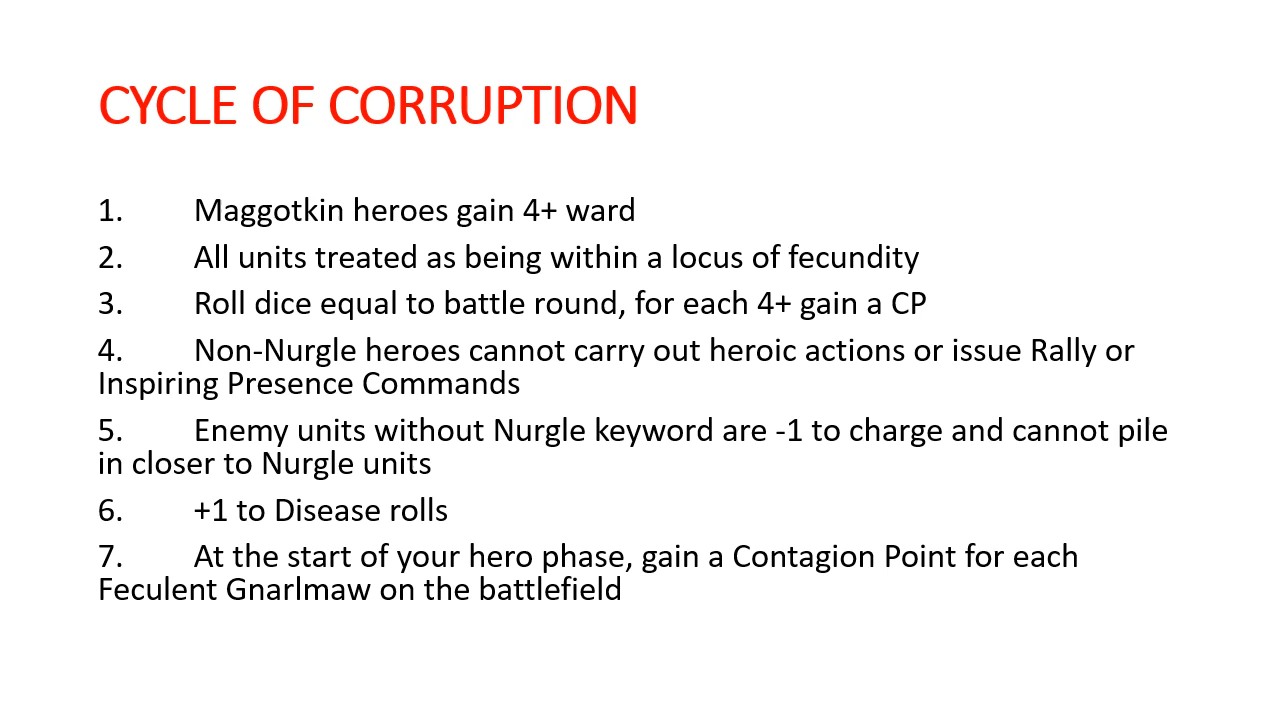 CYCLE OF CORRUPTION
1. Maggotkin heroes gain 4+ ward
2. All units treated as being within a locus of fecundity
3. Roll dice equal to battle round, for each 4+ gain a CP
4. Non-Nurgle heroes cannot carry out heroic actions or issue Rally or
Inspiring Presence Commands
5. Enemy units without Nurgle keyword are -1 to charge and cannot pile
in closer to Nurgle units
6. +1 to Disease rolls
7. At the start of your hero phase, gain a Contagion Point for each
Feculent Gnarlmaw on the battlefield